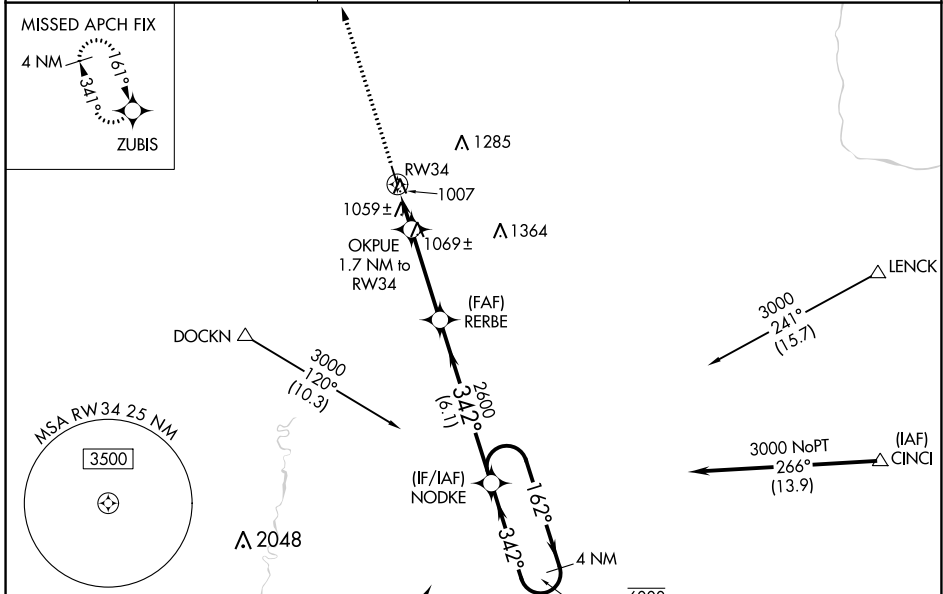 MISSED APCH FIX
4 NM
161°
341°
ZUBIS
1285
RW34
1007
1059±
1069±
1364
OKPUE
1.7 NM to
RW34
LENCK
3000
241°
(15.7)
(FAF)
RERBE
DOCKN
3000
120°
(10.3)
2600
342°
(6.1)
MSA RW34 25 NM
3500
(IF/IAF)
NODKE
3000 NoPT
266°
(13.9)
(IAF)
CINCI
162°
342°
2048
4 NM